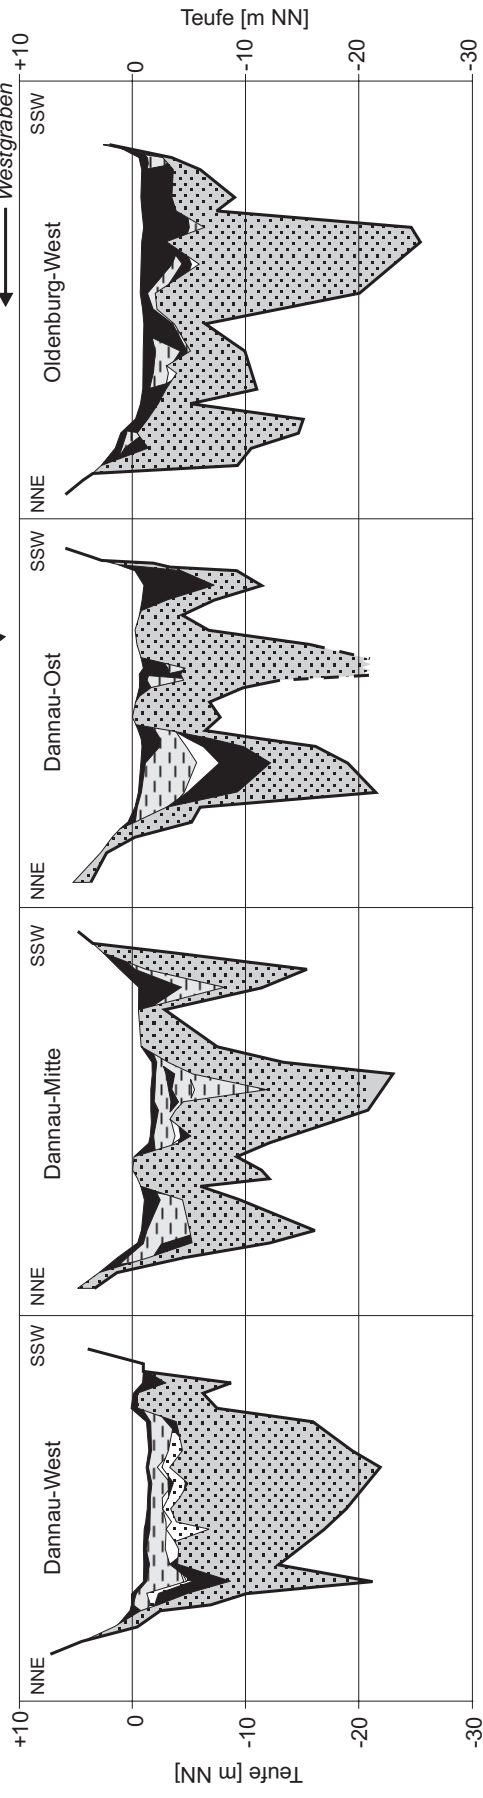 Westgraben
Teufe [m NN]
+10
0
-10
-20
-30
NNE
Dannau-West
SSW
NNE
Dannau-Mitte
SSW
NNE
Dannau-Ost
SSW
NNE
Oldenburg-West
SSW
+10
0
-10
-20
-30
Teufe [m NN]